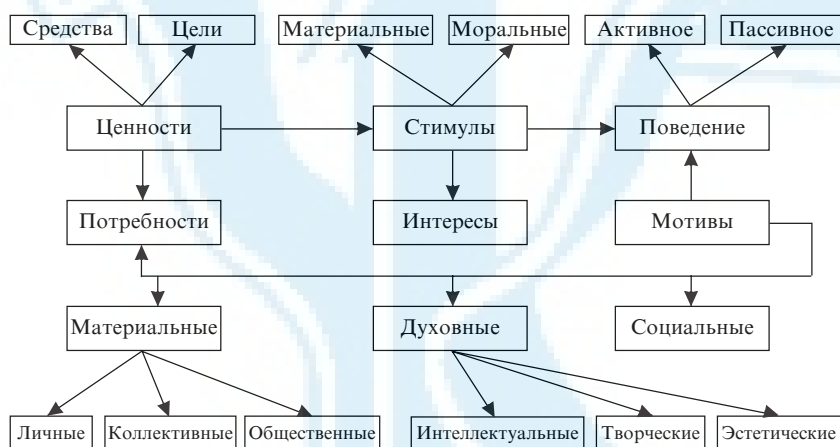 Средства
Цели
Материальные
Моральные
Активное
Пассивное
Ценности
Стимулы
Поведение
Потребности
Интересы
Мотивы
Материальные
Духовные
Социальные
Личные
Коллективные
Общественные
Интеллектуальные
Творческие
Эстетические